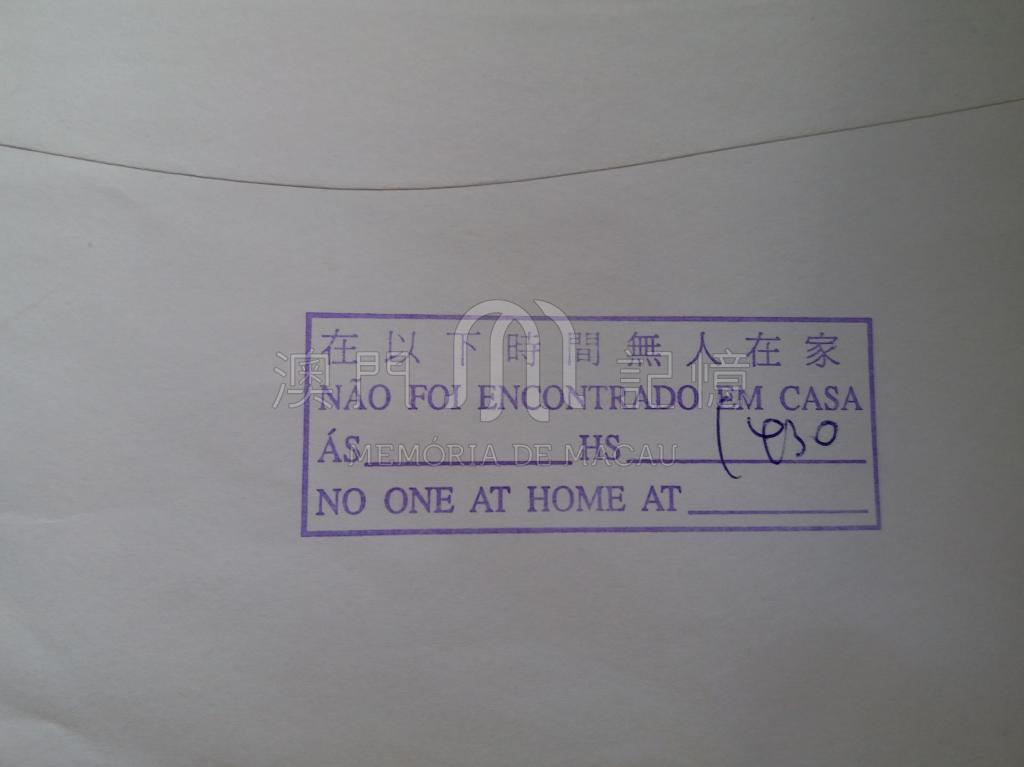 在以下時間無人在家
澳門 記憶
NÃO FOI ENCONTRADO EM CASA
ÁS HS
MEMÓRIA DE MACAU
NO ONE AT HOME AT